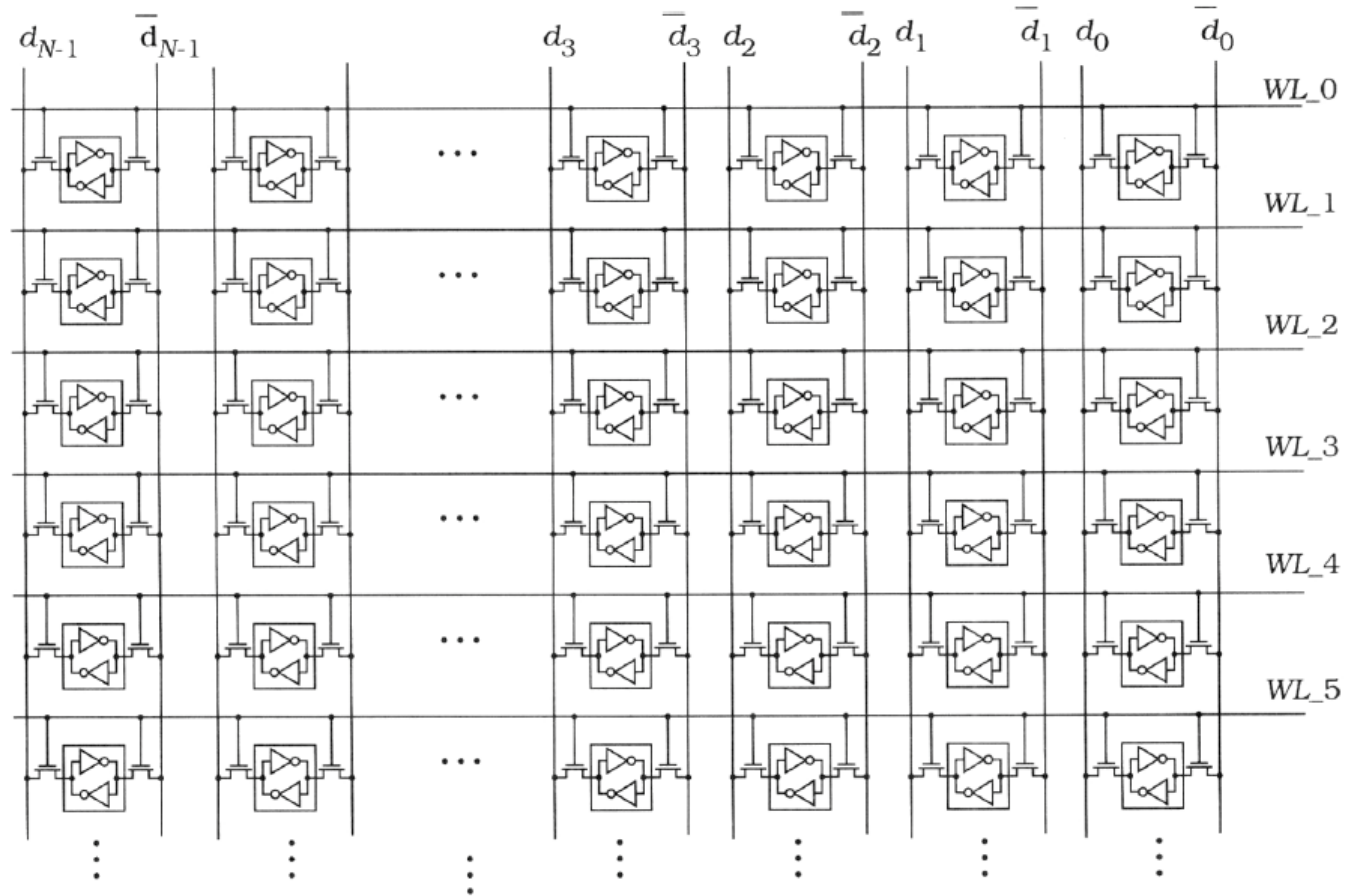 d_{N-1} d̅_{N-1} d_3 d̅_3 d_2 d̅_2 d_1 d̅_1 d_0 d̅_0
WL_0
...
WL_1
...
WL_2
...
WL_3
...
WL_4
...
WL_5
...